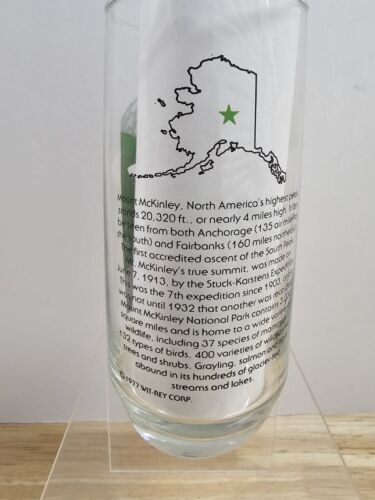 Mount McKinley, North America's highest peak,
stands 20,320 ft., or nearly 4 miles high. It can
be seen from both Anchorage (135 air miles to
the south) and Fairbanks (160 miles northeast).
The first accredited ascent of the South Peak,
Mt. McKinley's true summit, was made on
June 7, 1913, by the Stuck-Karstens Expedition.
This was the 7th expedition since 1903,
was not until 1932 that another was recorded.
Mount McKinley National Park contains 3,
square miles and is home to a wide variety of
wildlife, including 37 species of mammals,
132 types of birds, 400 varieties of wildflowers,
trees and shrubs. Grayling, salmon and
abound in its hundreds of glacier-fed
streams and lakes.
©1977 WIT-REY CORP.